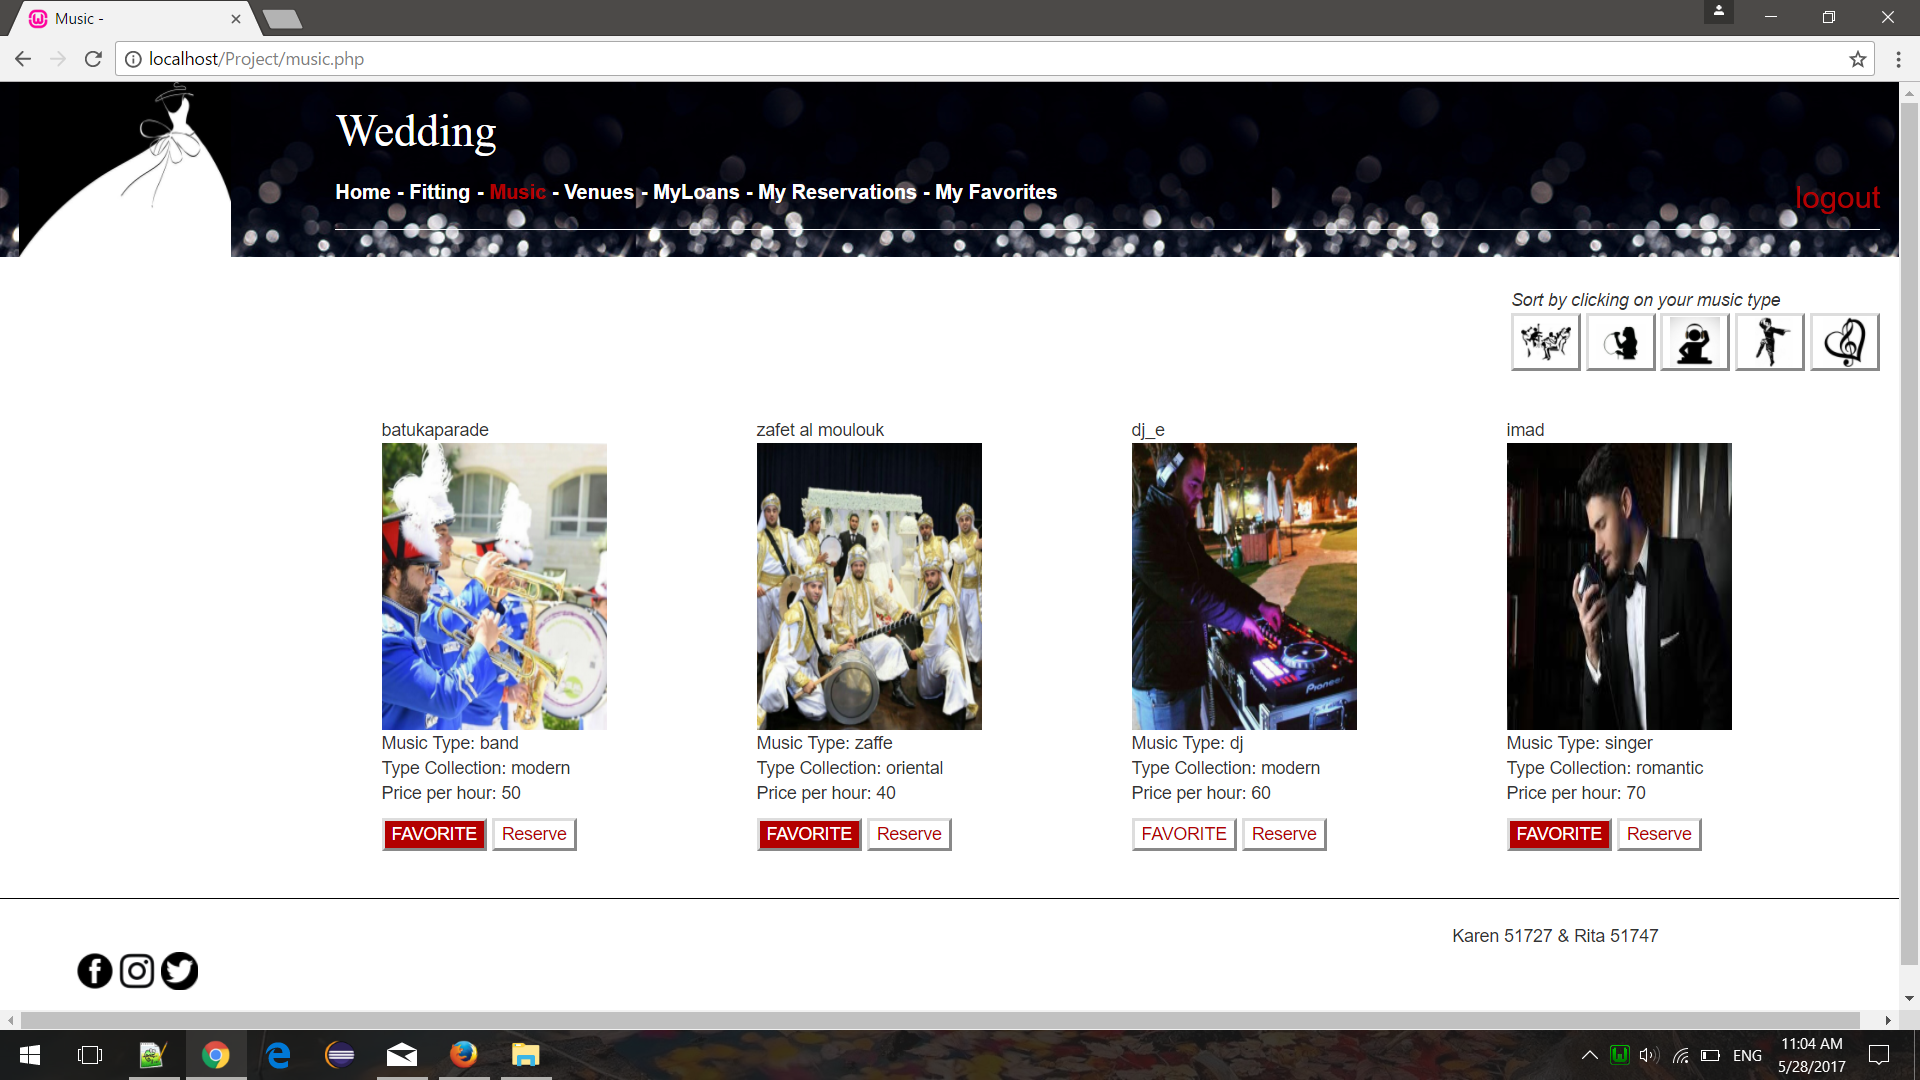 Music -
localhost/Project/music.php
Wedding
Home - Fitting - Music - Venues - MyLoans - My Reservations - My Favorites
logout
Sort by clicking on your music type
batukaparade
zafet al moulouk
dj_e
imad
Pioneer
Music Type: band
Type Collection: modern
Price per hour: 50
FAVORITE Reserve
Music Type: zaffe
Type Collection: oriental
Price per hour: 40
FAVORITE Reserve
Music Type: dj
Type Collection: modern
Price per hour: 60
FAVORITE Reserve
Music Type: singer
Type Collection: romantic
Price per hour: 70
FAVORITE Reserve
Karen 51727 & Rita 51747
ENG
11:04 AM
5/28/2017